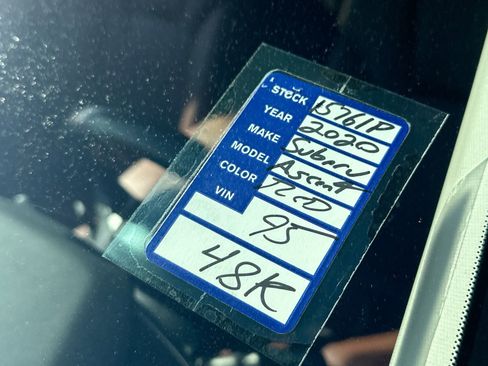 STOCK 15761P
YEAR 2020
MAKE Subaru
MODEL Ascent
COLOR RED
VIN 95
48K